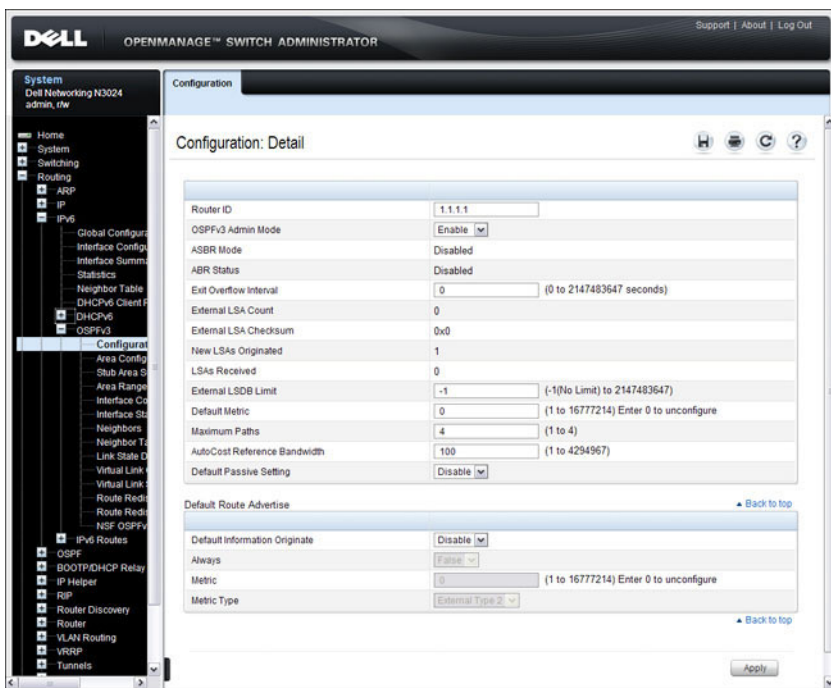 Support | About | Log Out
DELL OPENMANAGE™ SWITCH ADMINISTRATOR
System
Dell Networking N3024
admin, r/w
Home
System
Switching
Routing
ARP
IP
IPv6
Global Configura
Interface Configu
Interface Summa
Statistics
Neighbor Table
DHCPv6 Client P
DHCPv6
OSPFv3
Configurat
Area Config
Stub Area S
Area Range
Interface Co
Interface Sta
Neighbors
Neighbor Ta
Link State D
Virtual Link
Virtual Link
Route Redis
Route Redis
NSF OSPFv
IPv6 Routes
OSPF
BOOTP/DHCP Relay
IP Helper
RIP
Router Discovery
Router
VLAN Routing
VRRP
Tunnels
Configuration
Configuration: Detail
Router ID 1.1.1.1
OSPFv3 Admin Mode Enable
ASBR Mode Disabled
ABR Status Disabled
Exit Overflow Interval 0 (0 to 2147483647 seconds)
External LSA Count 0
External LSA Checksum 0x0
New LSAs Originated 1
LSAs Received 0
External LSDB Limit -1 (-1(No Limit) to 2147483647)
Default Metric 0 (1 to 16777214) Enter 0 to unconfigure
Maximum Paths 4 (1 to 4)
AutoCost Reference Bandwidth 100 (1 to 4294967)
Default Passive Setting Disable
Default Route Advertise Back to top
Default Information Originate Disable
Always False
Metric 0 (1 to 16777214) Enter 0 to unconfigure
Metric Type External Type 2
Back to top
Apply